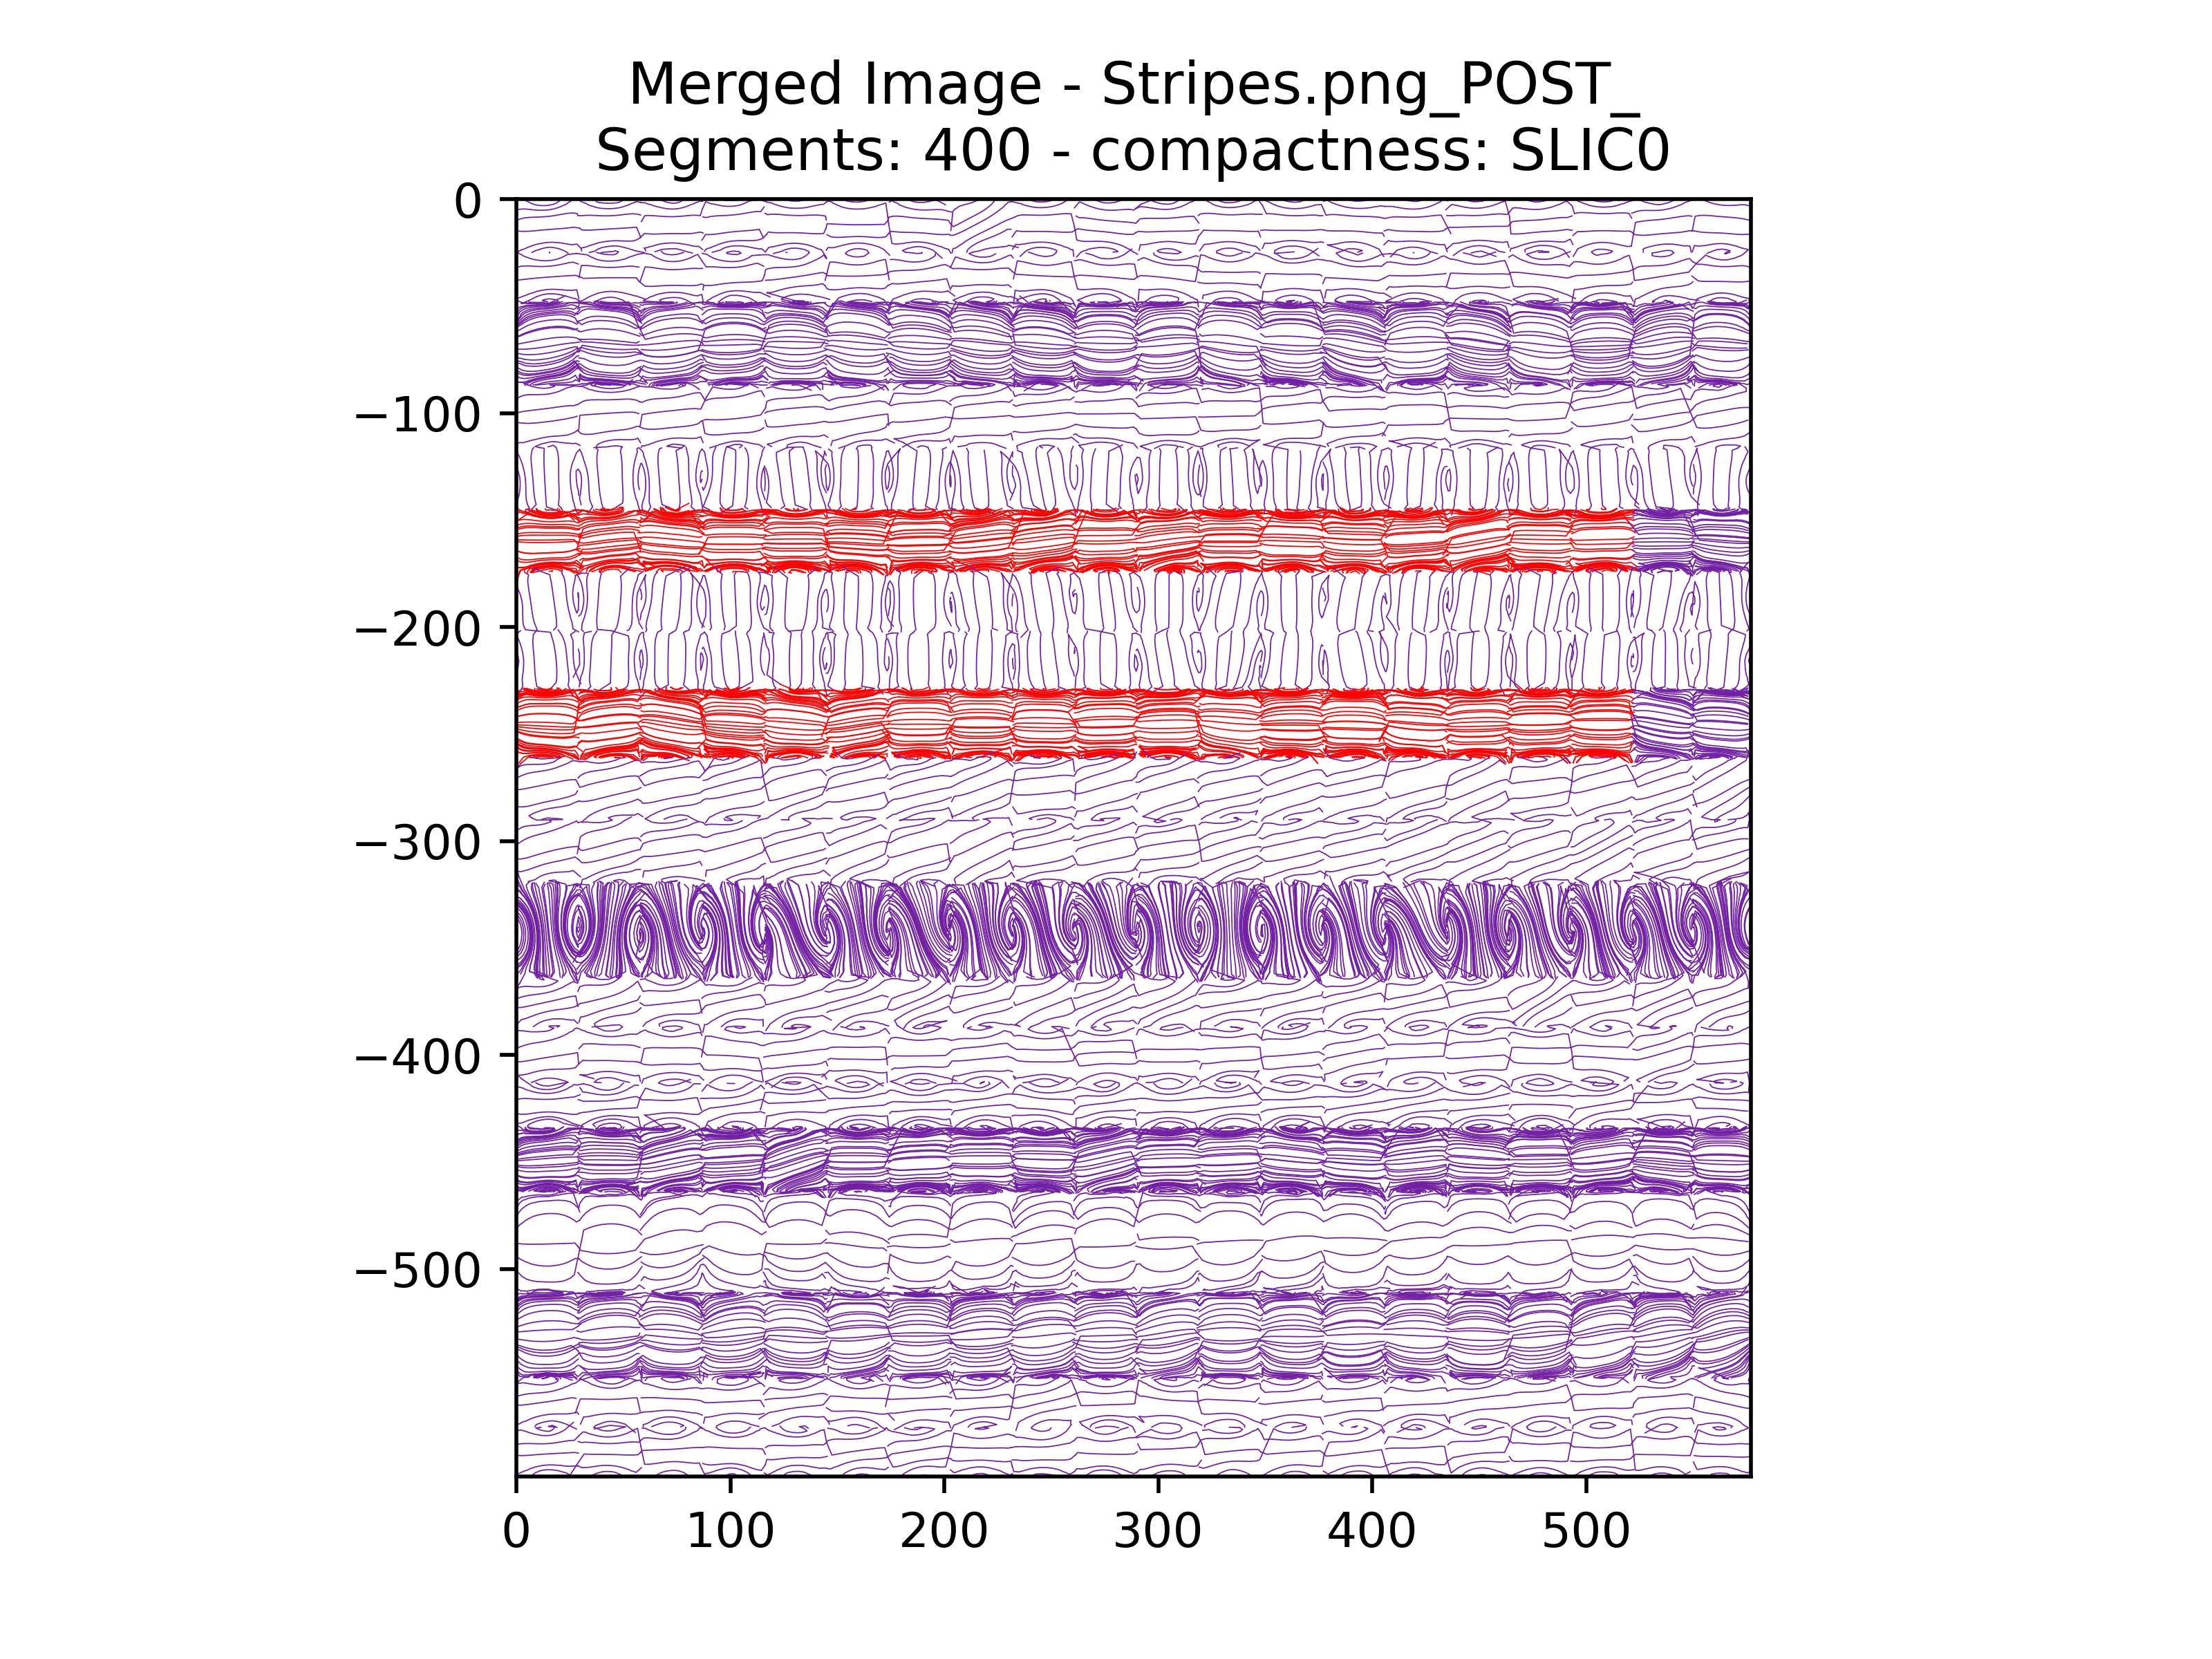 Merged Image - Stripes.png_POST_
Segments: 400 - compactness: SLIC0
0
−100
−200
−300
−400
−500
0 100 200 300 400 500